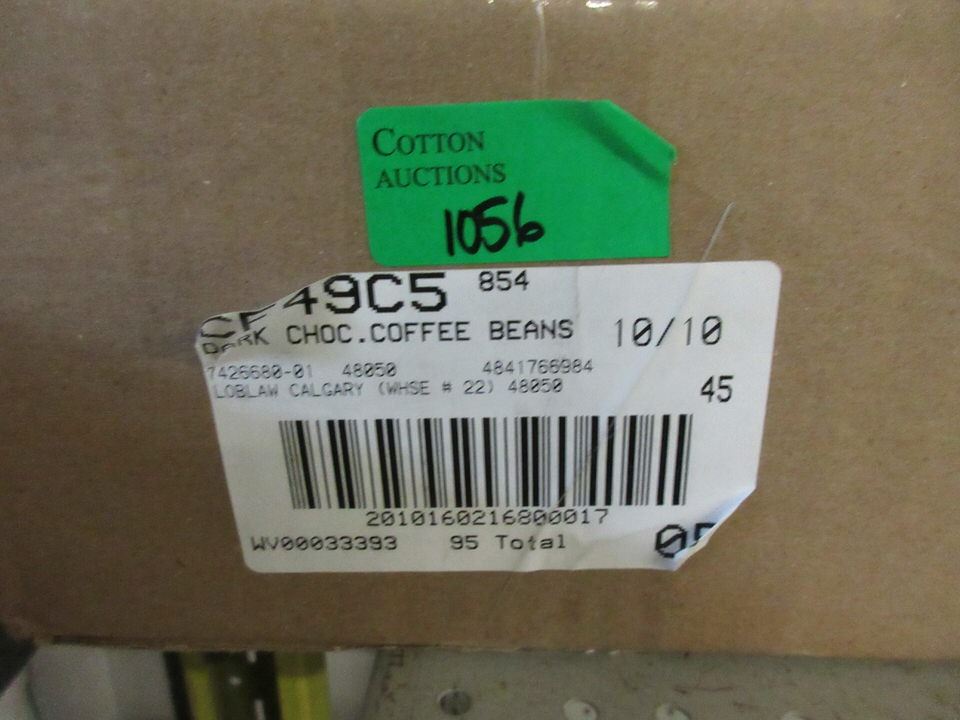 COTTON
AUCTIONS
1056
CF49C5 854
DARK CHOC.COFFEE BEANS 10/10
7426680-01 48050 4841766984
LOBLAW CALGARY (WHSE # 22) 48050 45
2010160216800017
WV00033393 95 Total